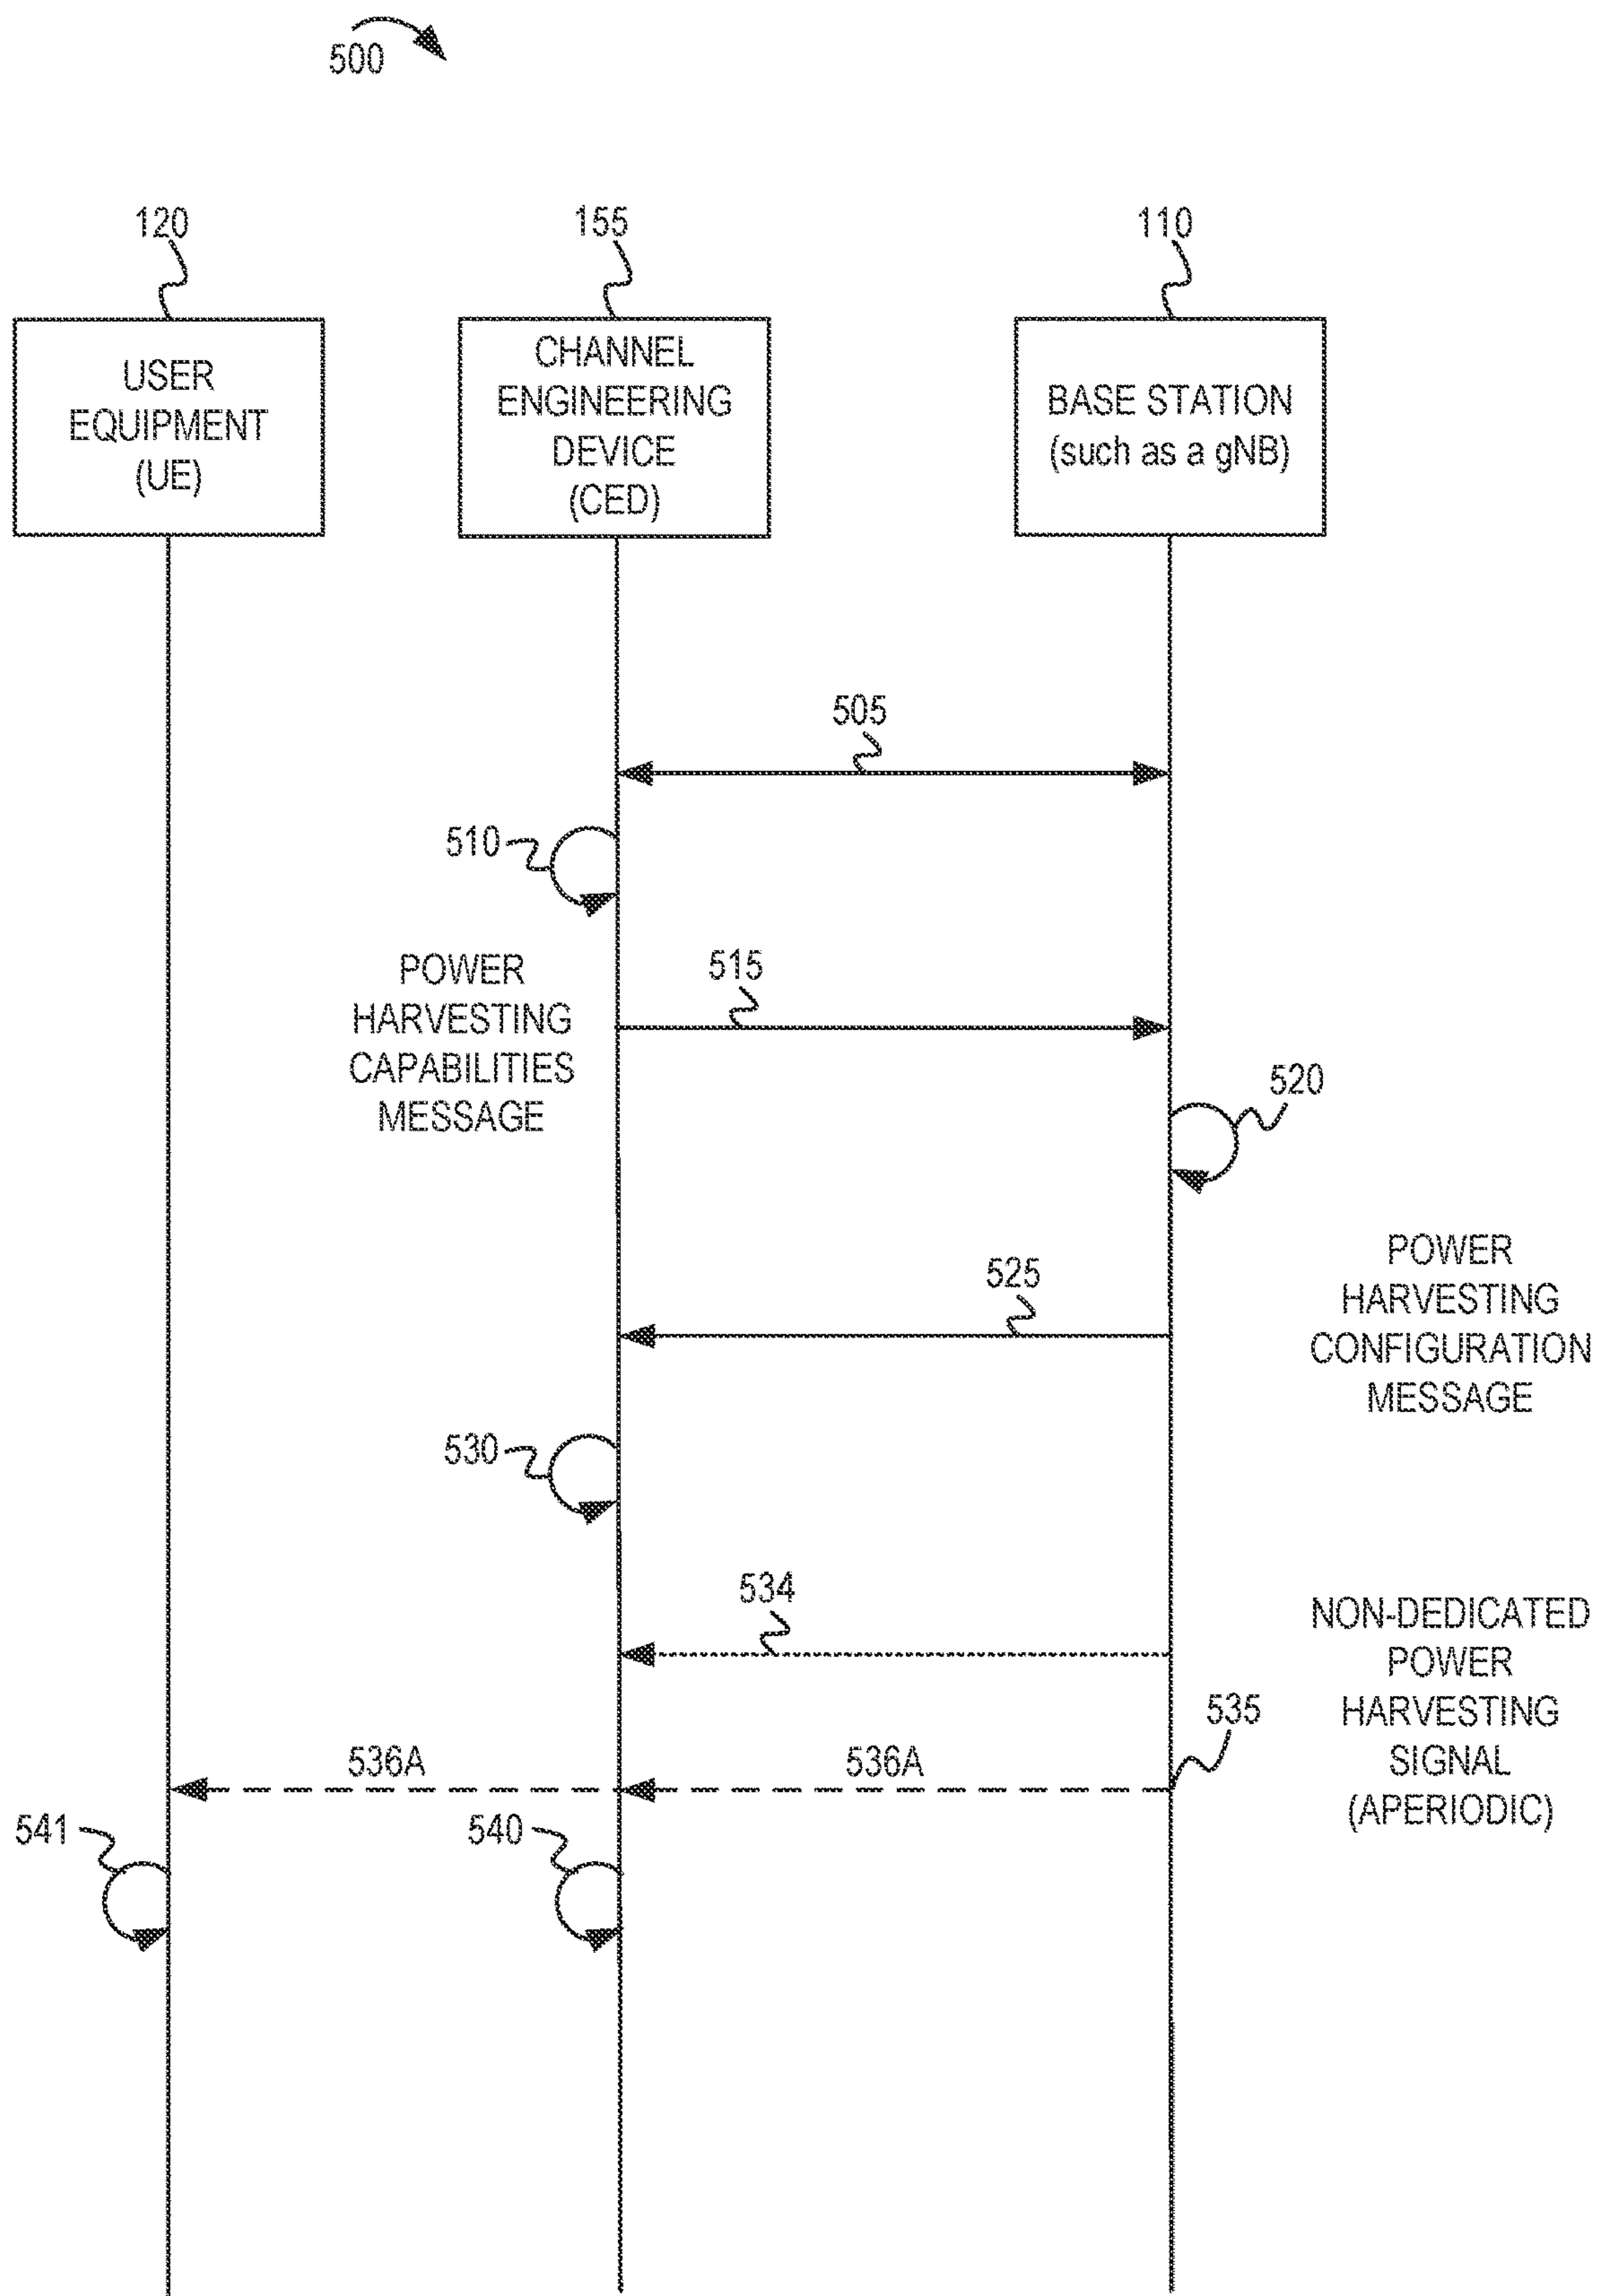 500
120
155
110
USER
EQUIPMENT
(UE)
CHANNEL
ENGINEERING
DEVICE
(CED)
BASE STATION
(such as a gNB)
505
510
POWER
HARVESTING
CAPABILITIES
MESSAGE
515
520
525
POWER
HARVESTING
CONFIGURATION
MESSAGE
530
534
NON-DEDICATED
POWER
HARVESTING
SIGNAL
(APERIODIC)
535
536A
536A
541
540